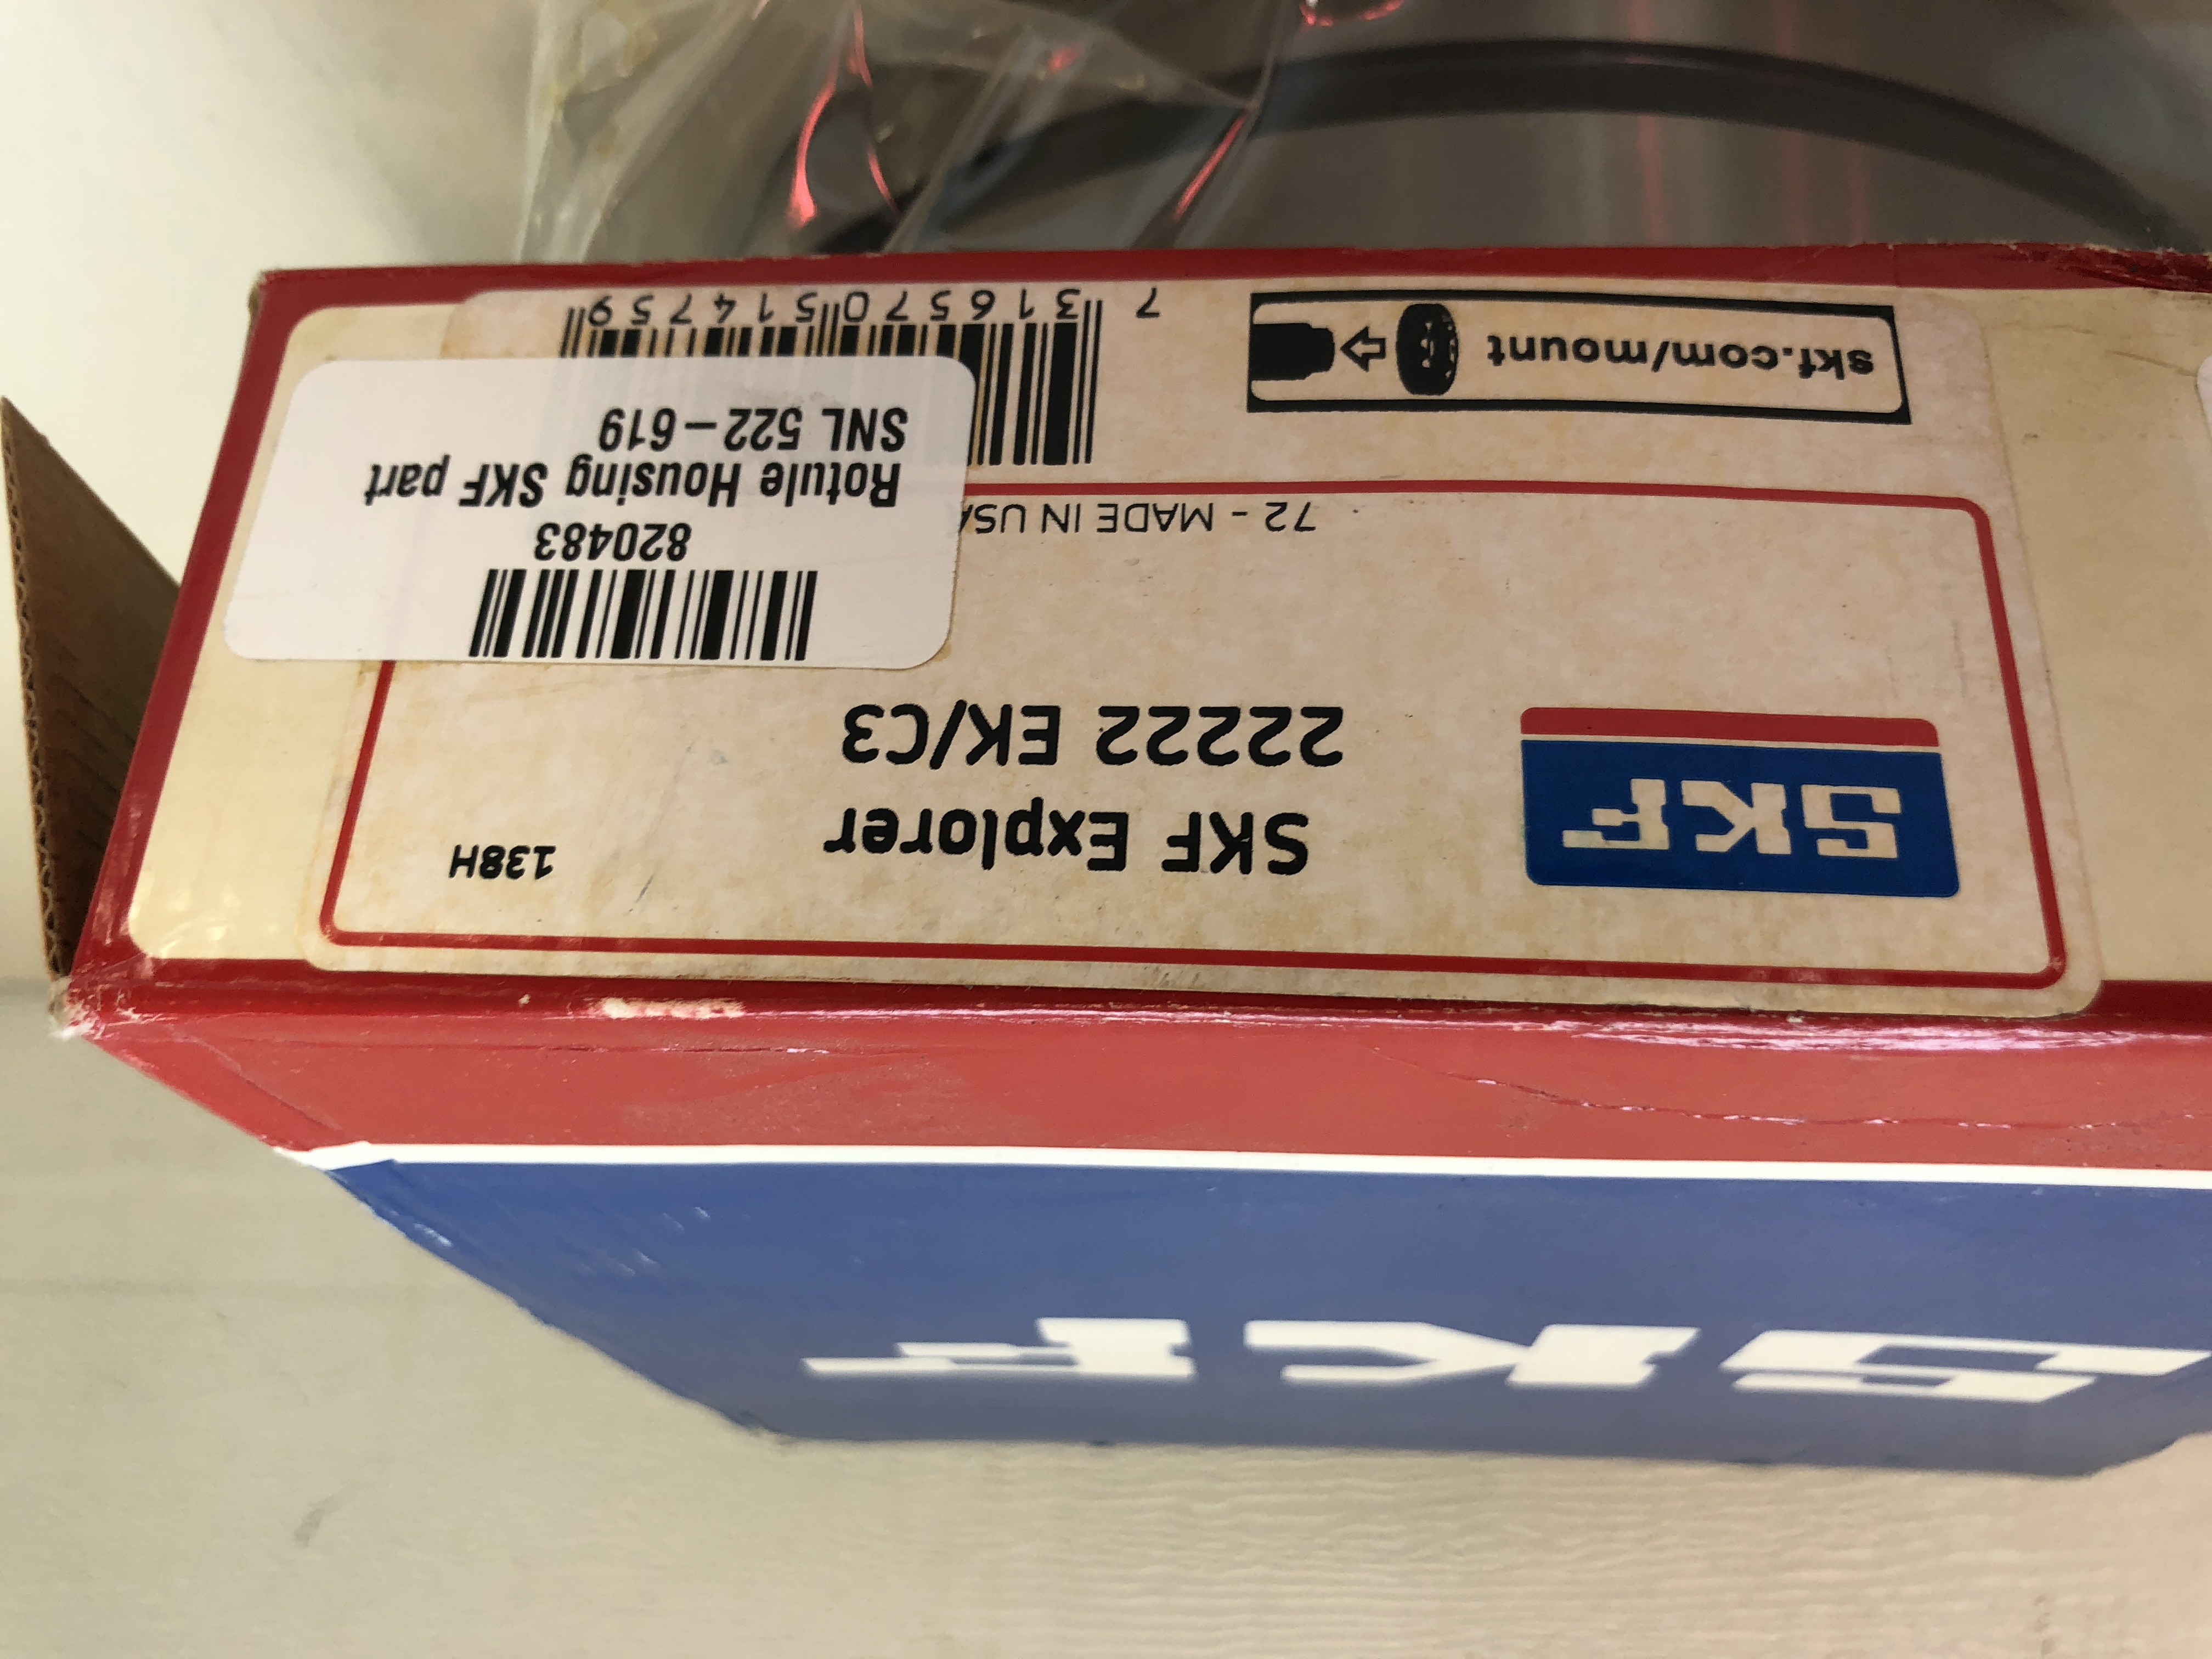 SKF
SKF
SKF Explorer
138H
22222 EK/C3
820483
Rotule Housing SKF part
SNL 522-619
72 - MADE IN USA
skf.com/mount
7 316570 514759